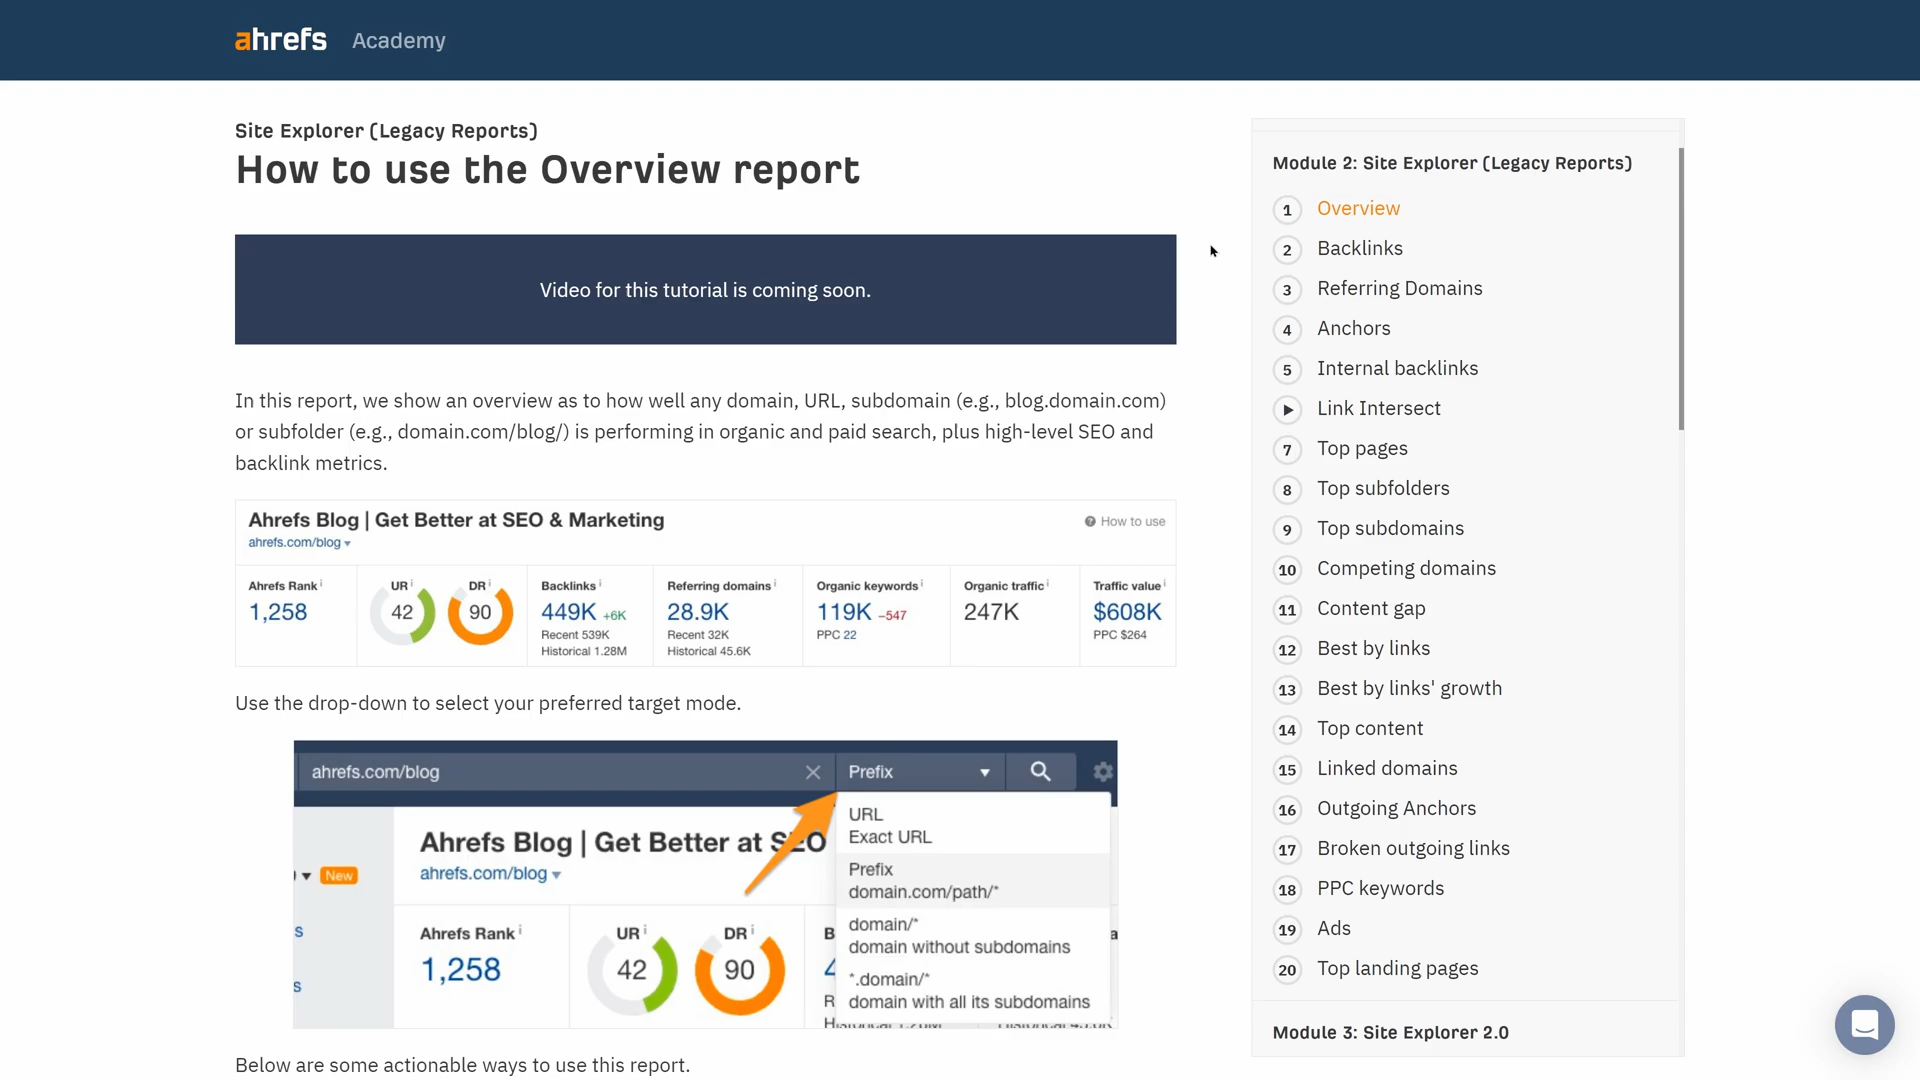 ahrefs Academy
Site Explorer (Legacy Reports)
How to use the Overview report
Video for this tutorial is coming soon.
In this report, we show an overview as to how well any domain, URL, subdomain (e.g., blog.domain.com)
or subfolder (e.g., domain.com/blog/) is performing in organic and paid search, plus high-level SEO and
backlink metrics.
Ahrefs Blog | Get Better at SEO & Marketing
How to use
ahrefs.com/blog
Ahrefs Rank
1,258
UR
42
DR
90
Backlinks
449K +6K
Recent 539K
Historical 1.28M
Referring domains
28.9K
Recent 32K
Historical 45.6K
Organic keywords
119K -547
PPC 22
Organic traffic
247K
Traffic value
$608K
PPC $264
Use the drop-down to select your preferred target mode.
ahrefs.com/blog
Prefix
URL
Exact URL
Prefix
domain.com/path/*
domain/*
domain without subdomains
*.domain/*
domain with all its subdomains
New
Ahrefs Blog | Get Better at SEO
ahrefs.com/blog
Ahrefs Rank
1,258
UR
42
DR
90
Below are some actionable ways to use this report.
Module 2: Site Explorer (Legacy Reports)
1 Overview
2 Backlinks
3 Referring Domains
4 Anchors
5 Internal backlinks
Link Intersect
7 Top pages
8 Top subfolders
9 Top subdomains
10 Competing domains
11 Content gap
12 Best by links
13 Best by links' growth
14 Top content
15 Linked domains
16 Outgoing Anchors
17 Broken outgoing links
18 PPC keywords
19 Ads
20 Top landing pages
Module 3: Site Explorer 2.0